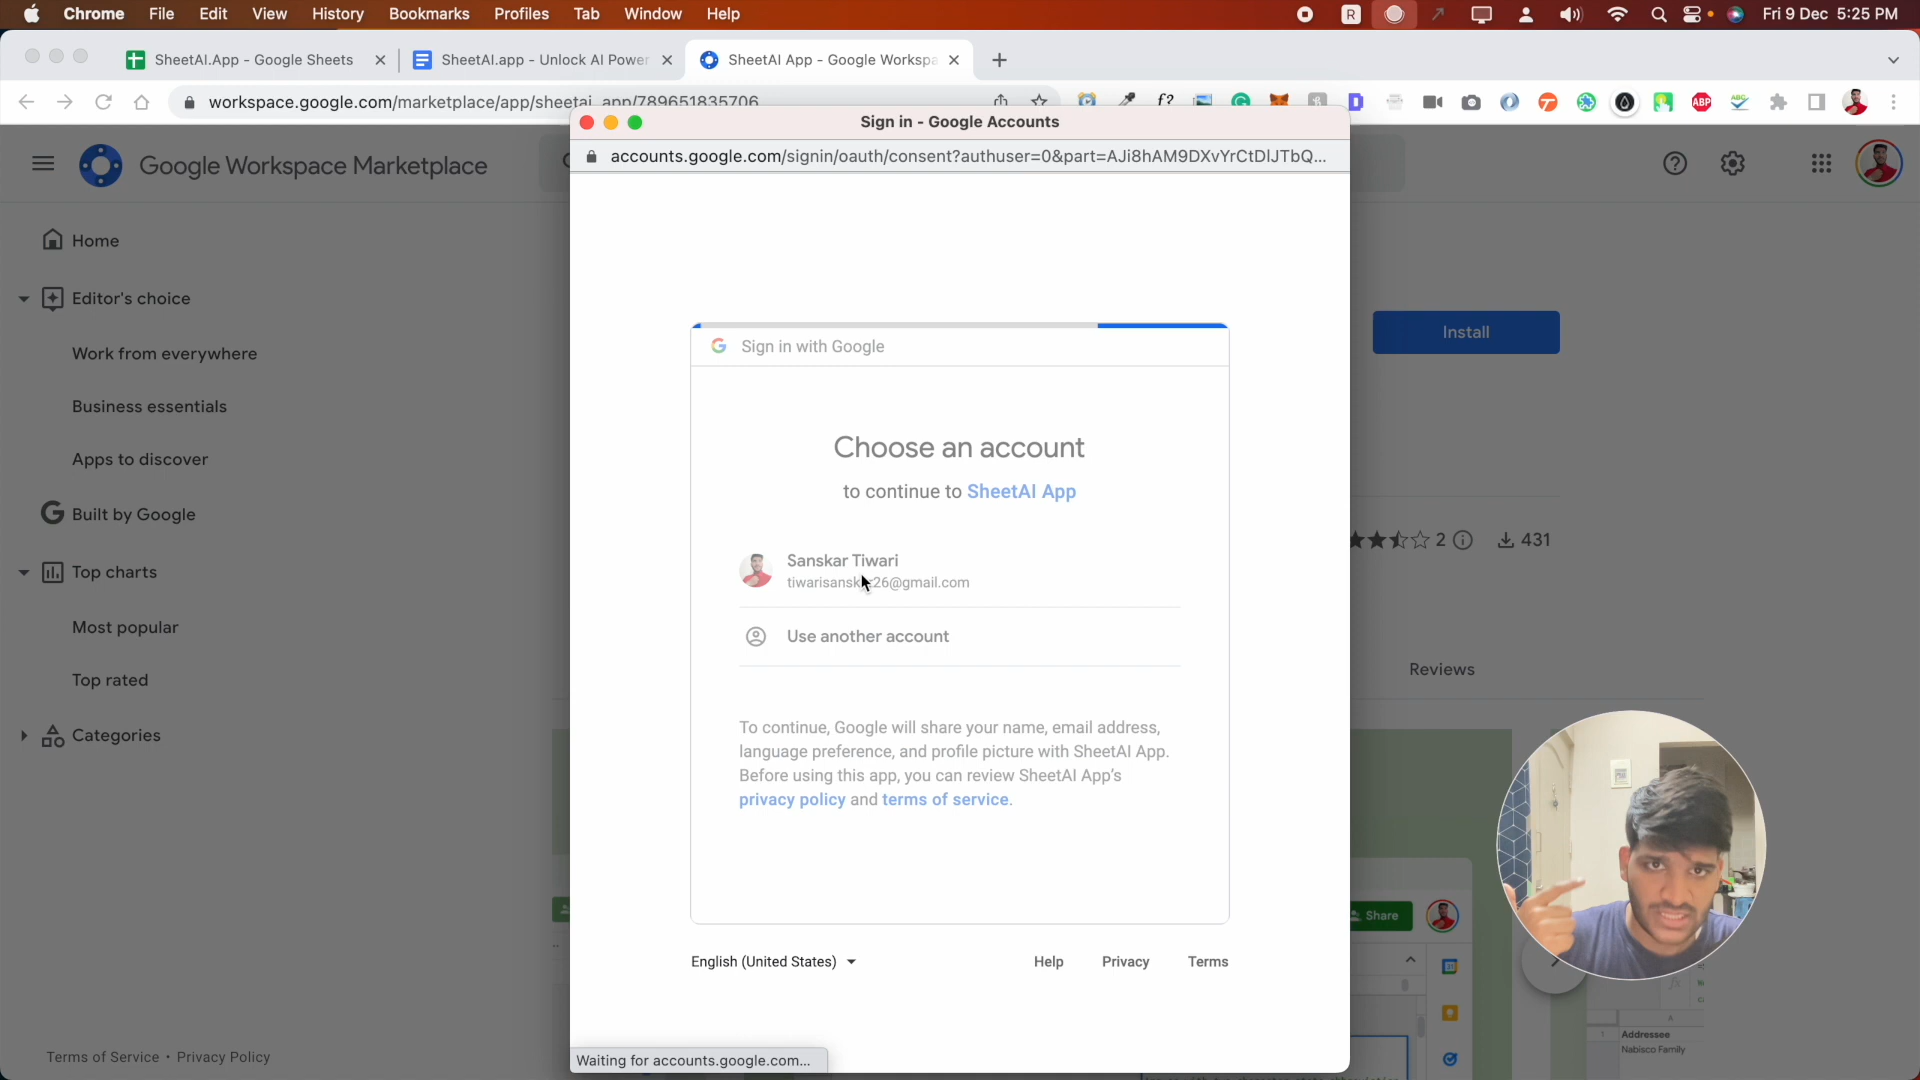 Chrome File Edit View History Bookmarks Profiles Tab Window Help Fri 9 Dec 5:25 PM
SheetAI.App - Google Sheets
SheetAI.app - Unlock AI Power
SheetAI App - Google Workspa
workspace.google.com/marketplace/app/sheetai_app/789651835706
Sign in - Google Accounts
accounts.google.com/signin/oauth/consent?authuser=0&part=AJi8hAM9DXvYrCtDIJTbQ...
Google Workspace Marketplace
Home
Editor's choice
Work from everywhere
Business essentials
Apps to discover
Built by Google
Top charts
Most popular
Top rated
Categories
Terms of Service • Privacy Policy
Sign in with Google
Choose an account
to continue to SheetAI App
Sanskar Tiwari
26@gmail.com
Use another account
To continue, Google will share your name, email address,
language preference, and profile picture with SheetAI App.
Before using this app, you can review SheetAI App's
privacy policy and terms of service.
English (United States)
Help Privacy Terms
Waiting for accounts.google.com...
Install
2 431
Reviews
Share
Addressee
Nabisco Family